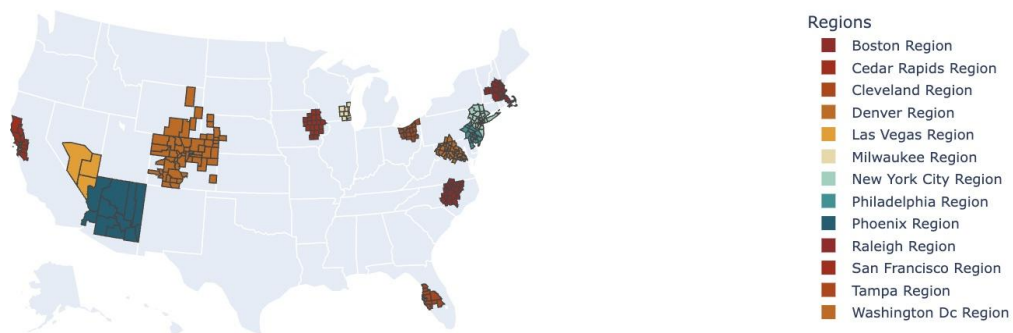 Regions
Boston Region
Cedar Rapids Region
Cleveland Region
Denver Region
Las Vegas Region
Milwaukee Region
New York City Region
Philadelphia Region
Phoenix Region
Raleigh Region
San Francisco Region
Tampa Region
Washington Dc Region